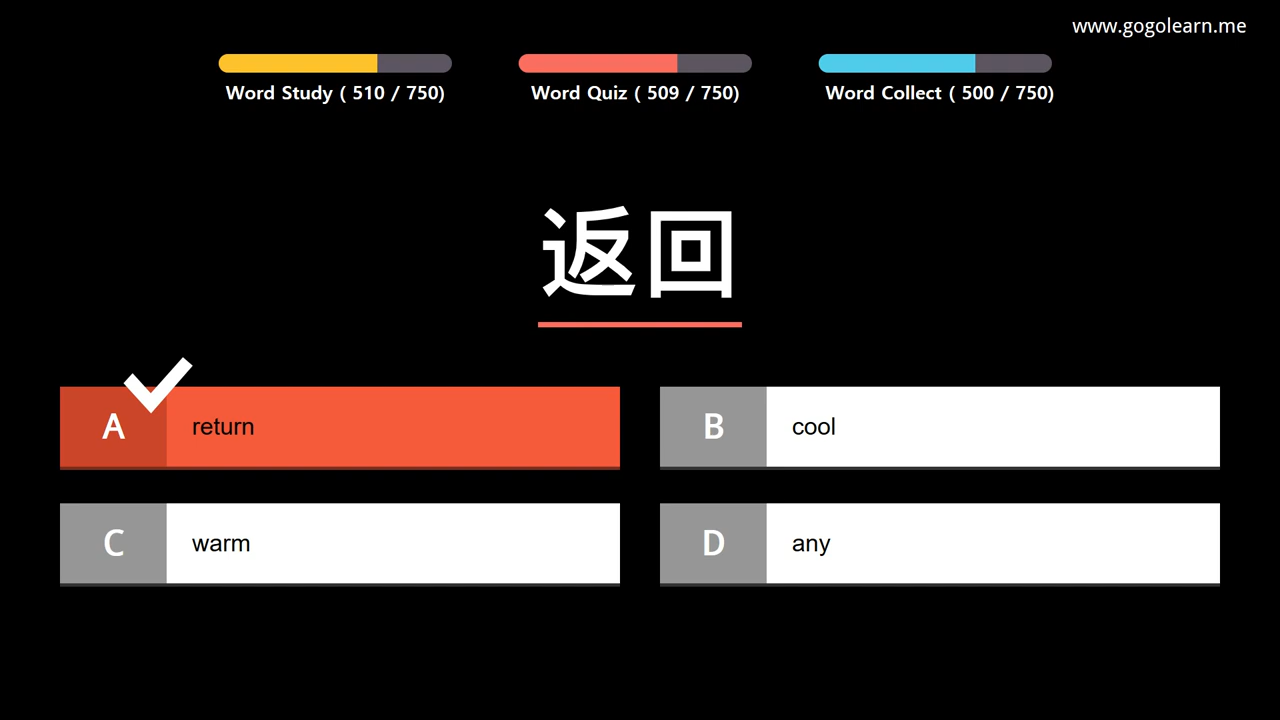 www.gogolearn.me
Word Study ( 510 / 750)
Word Quiz ( 509 / 750)
Word Collect ( 500 / 750)
返回
A return
B cool
C warm
D any